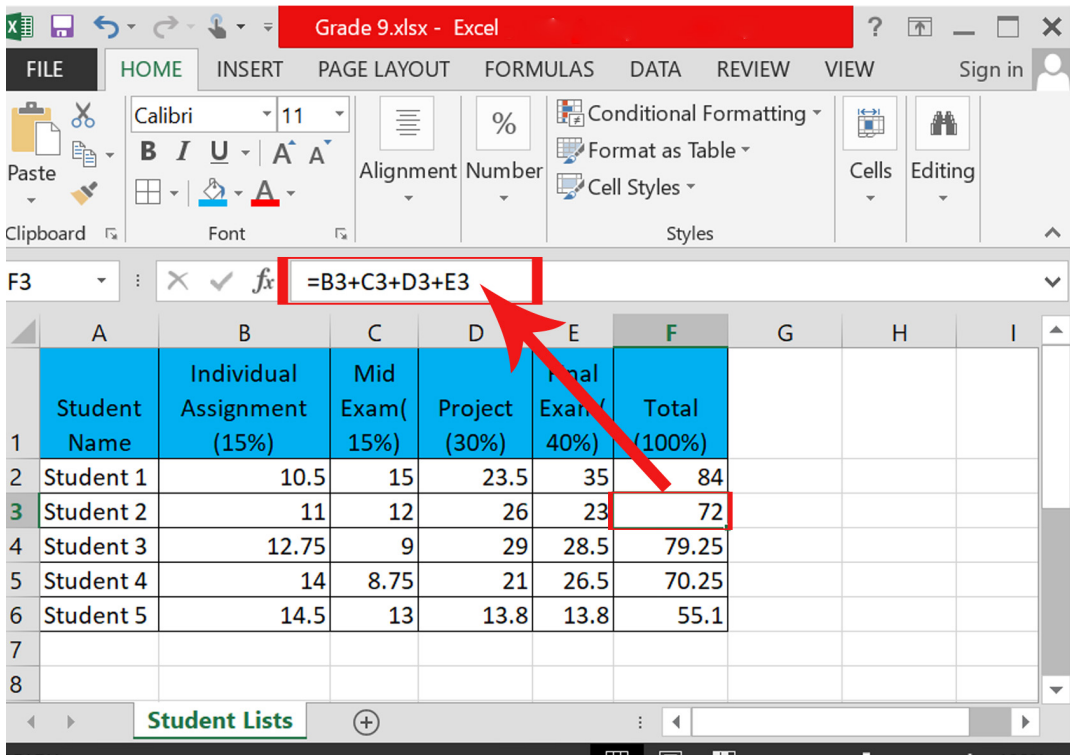 Grade 9.xlsx - Excel
?
FILE HOME INSERT PAGE LAYOUT FORMULAS DATA REVIEW VIEW Sign in
Calibri 11
Conditional Formatting
Format as Table
Cell Styles
B I U A A
A
Paste
Alignment
Number
%
Cells
Editing
Clipboard
Font
Styles
F3 fx =B3+C3+D3+E3
A B C D E F G H I
1 Student Name Individual Assignment (15%) Mid Exam( 15%) Project (30%) Final Exam( 40%) Total (100%)
2 Student 1 10.5 15 23.5 35 84
3 Student 2 11 12 26 23 72
4 Student 3 12.75 9 29 28.5 79.25
5 Student 4 14 8.75 21 26.5 70.25
6 Student 5 14.5 13 13.8 13.8 55.1
7
8
Student Lists